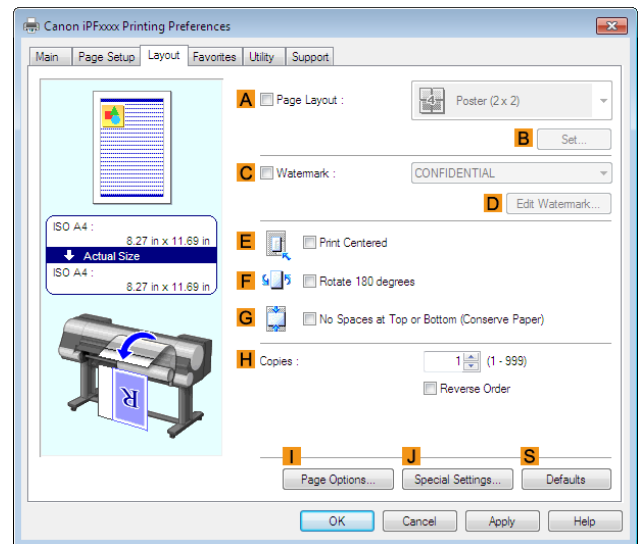 Canon iPFxxxx Printing Preferences
Main Page Setup Layout Favorites Utility Support
A Page Layout : 4 Poster (2 x 2)
B Set...
C Watermark : CONFIDENTIAL
D Edit Watermark...
ISO A4 :
8.27 in x 11.69 in
Actual Size
ISO A4 :
8.27 in x 11.69 in
E Print Centered
F Rotate 180 degrees
G No Spaces at Top or Bottom (Conserve Paper)
H Copies : 1 (1 - 999)
Reverse Order
R
I J S
Page Options... Special Settings... Defaults
OK Cancel Apply Help